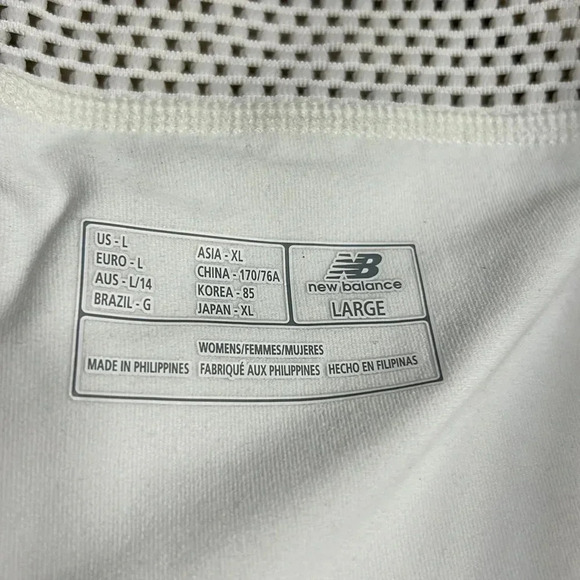 US - L
EURO - L
AUS - L/14
BRAZIL - G
ASIA - XL
CHINA - 170/76A
KOREA - 85
JAPAN - XL
NB
new balance
LARGE
WOMENS/FEMMES/MUJERES
MADE IN PHILIPPINES FABRIQUÉ AUX PHILIPPINES HECHO EN FILIPINAS